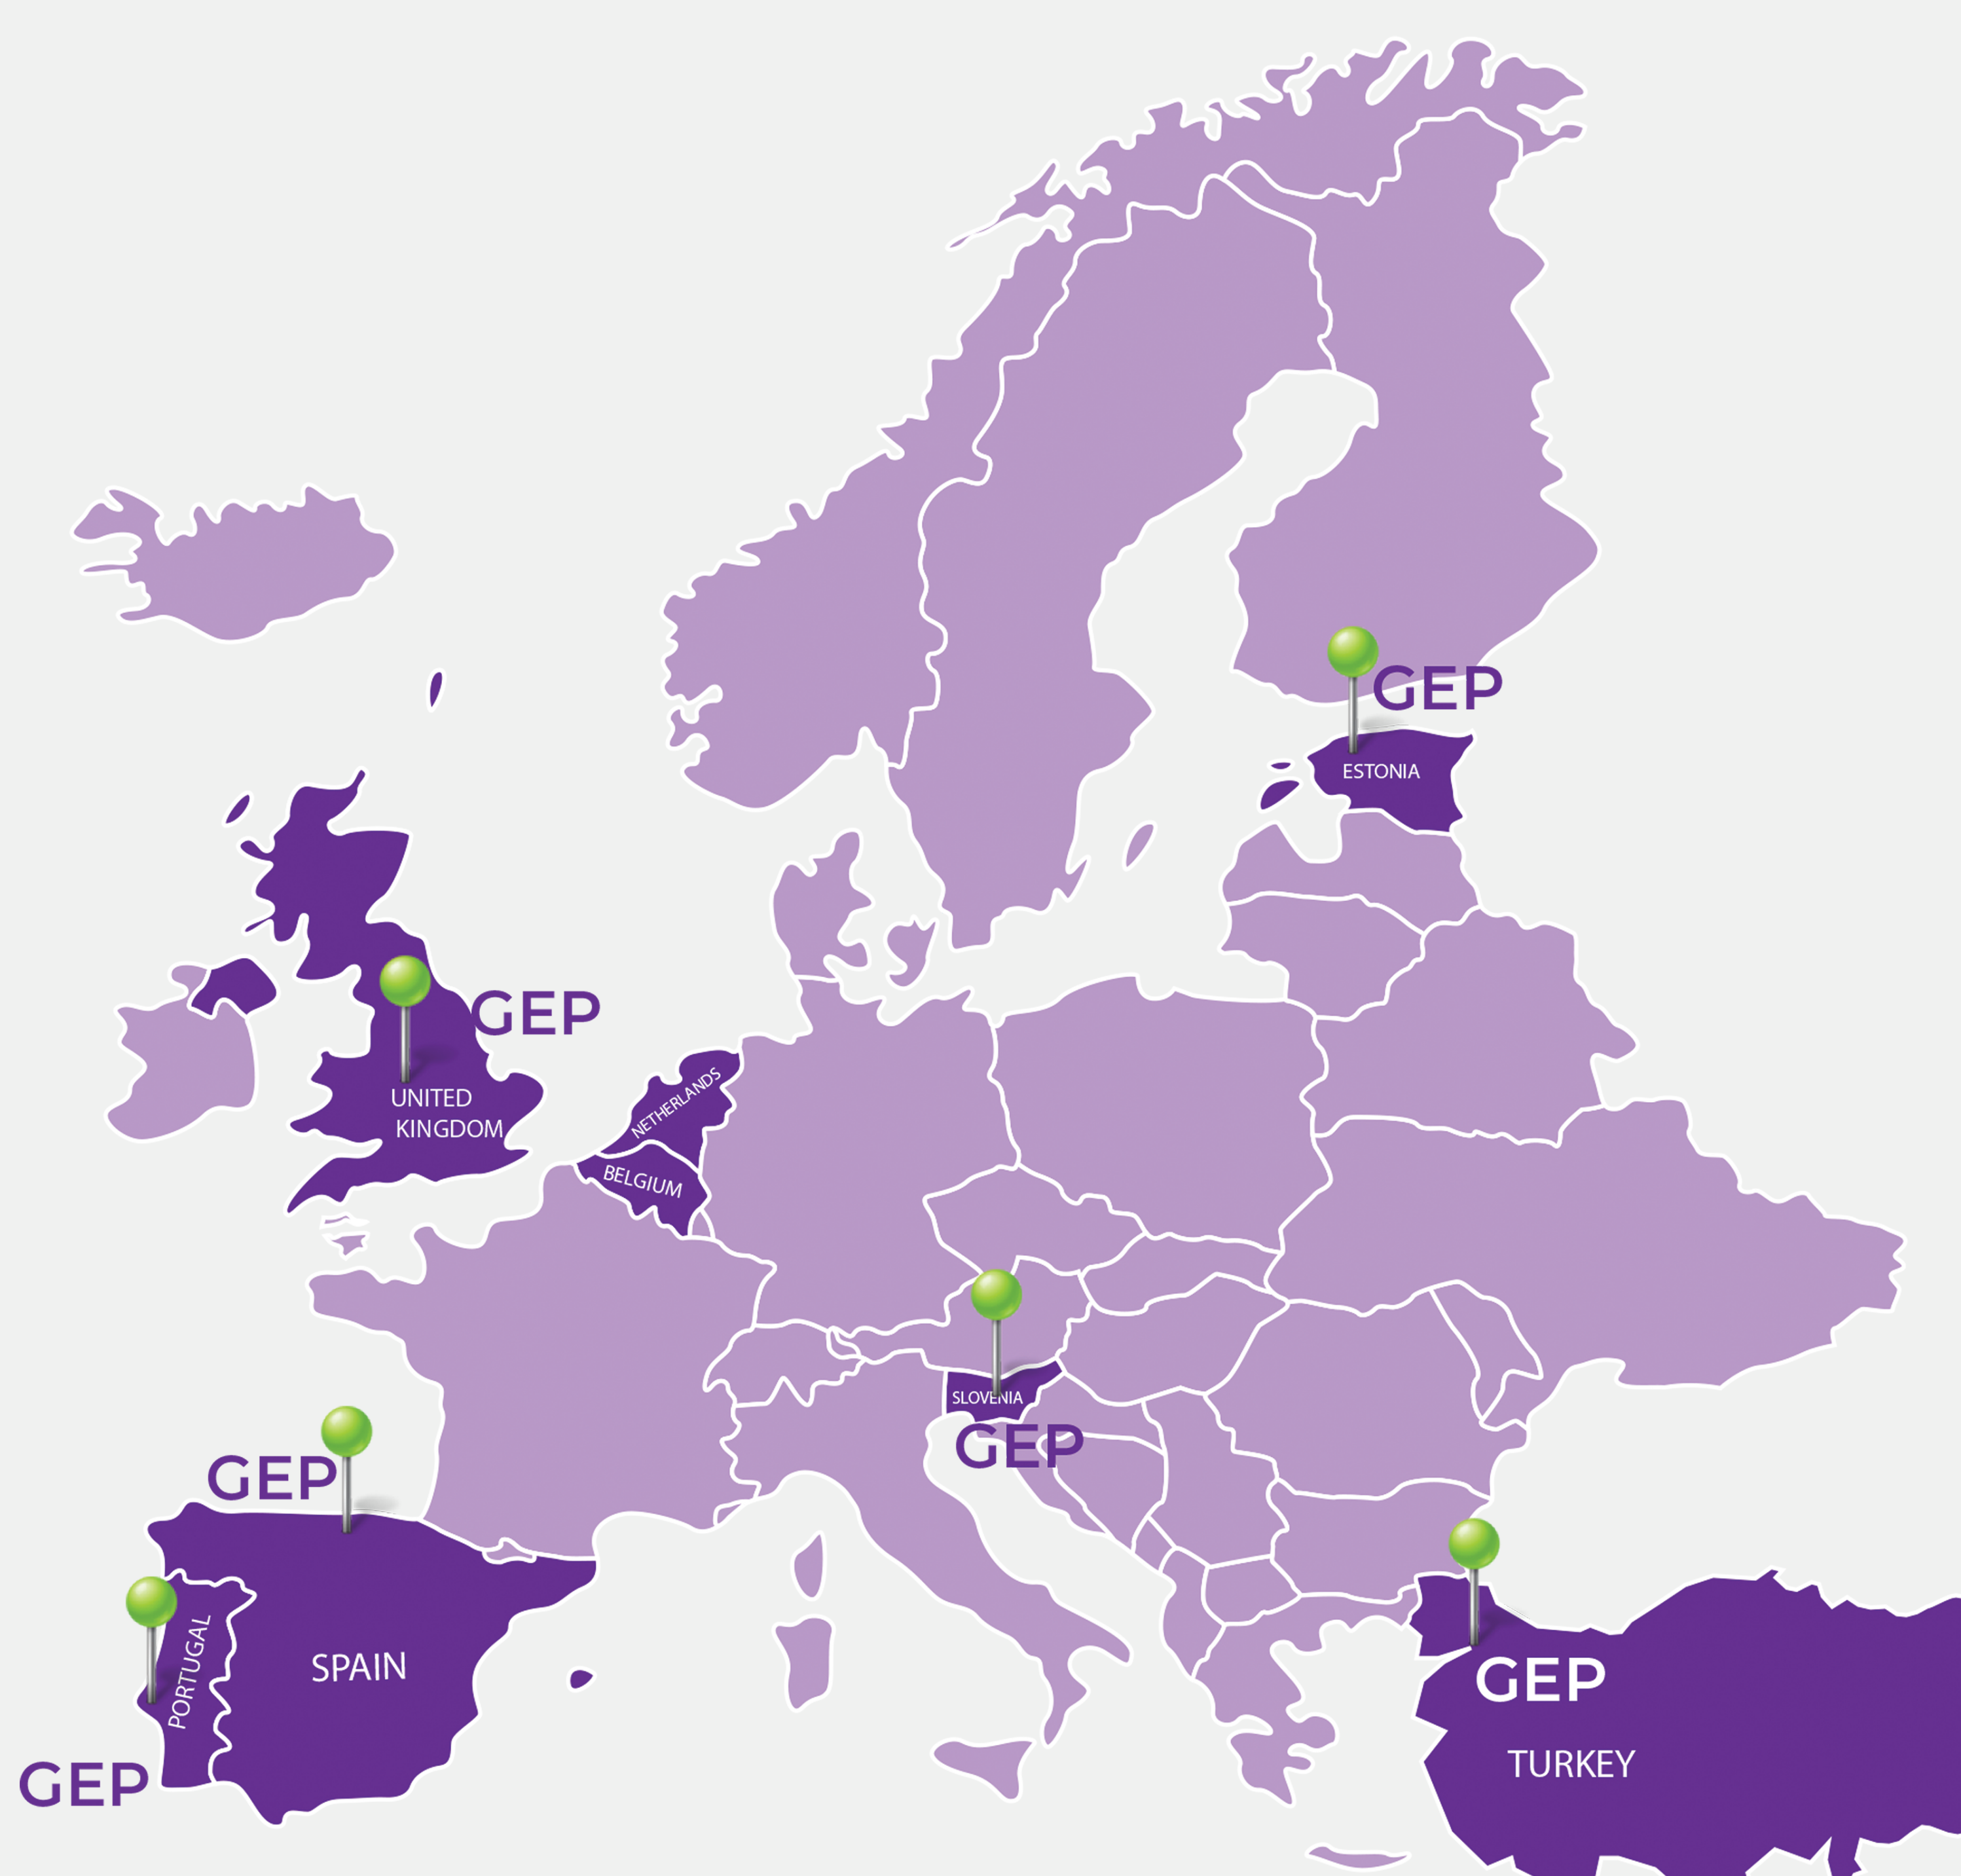 GEP
ESTONIA
GEP
UNITED
KINGDOM
NETHERLANDS
BELGIUM
SLOVENIA
GEP
GEP
SPAIN
PORTUGAL
GEP
GEP
TURKEY